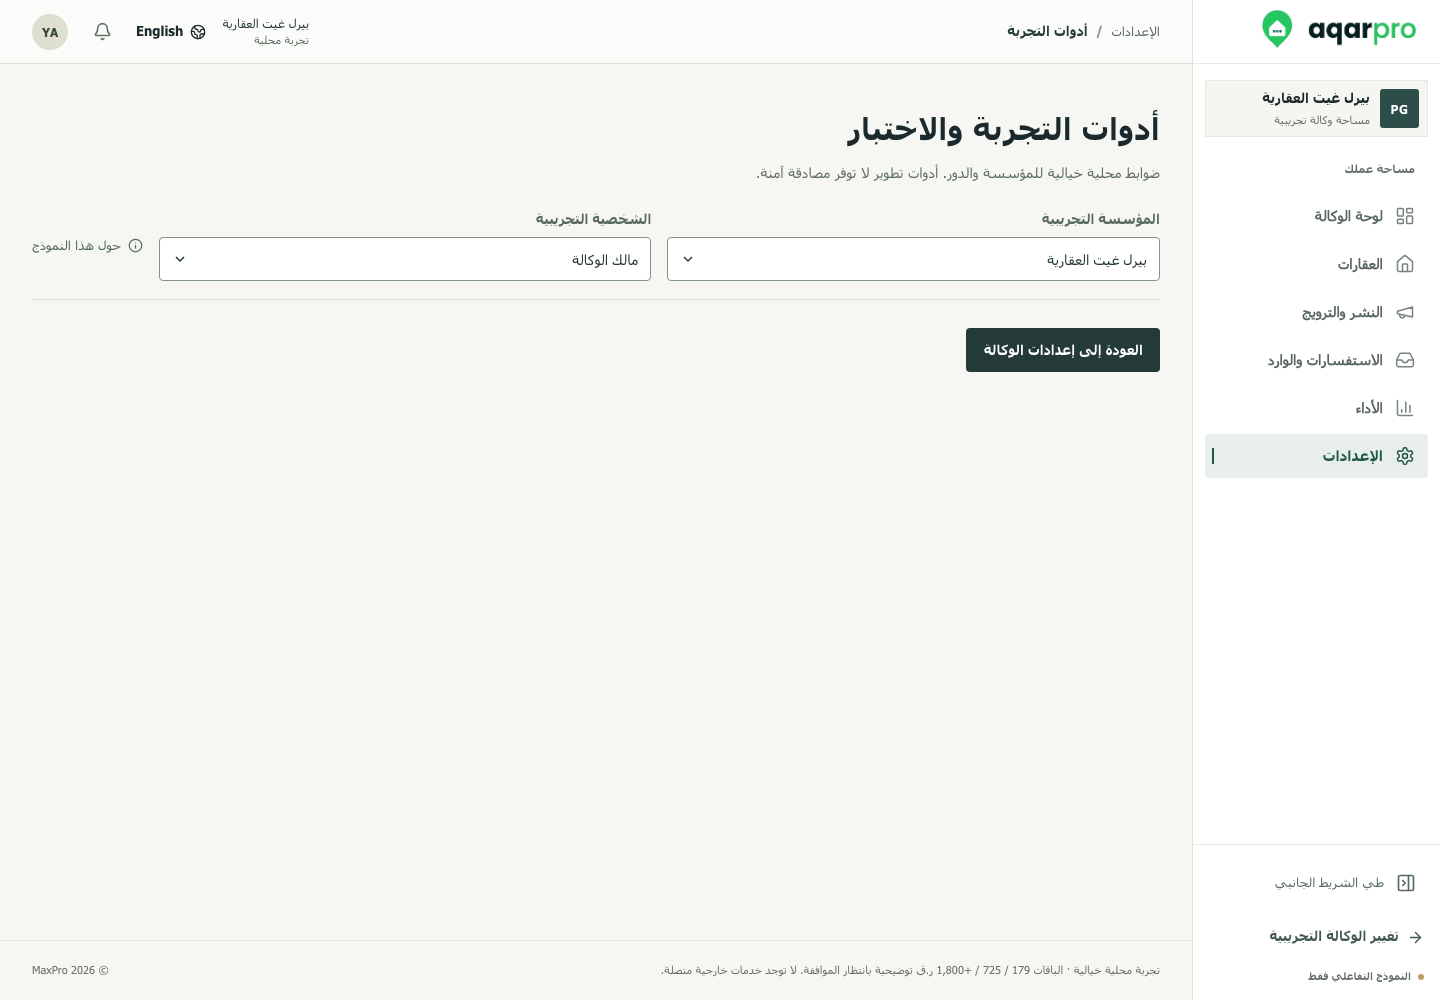 aqarpro
PG
بيرل غيت العقارية
مساحة وكالة تجريبية
مساحة عملك
لوحة الوكالة
العقارات
النشر والترويج
الاستفسارات والوارد
الأداء
الإعدادات
طي الشريط الجانبي
تغيير الوكالة التجريبية
النموذج التفاعلي فقط
الإعدادات / أدوات التجربة
بيرل غيت العقارية
تجربة محلية
English
YA
أدوات التجربة والاختبار
ضوابط محلية خيالية للمؤسسة والدور. أدوات تطوير لا توفر مصادقة آمنة.
المؤسسة التجريبية
بيرل غيت العقارية
الشخصية التجريبية
مالك الوكالة
حول هذا النموذج
العودة إلى إعدادات الوكالة
تجربة محلية خيالية · الباقات 179 / 725 / +1,800 ر.ق توضيحية بانتظار الموافقة. لا توجد خدمات خارجية متصلة.
© MaxPro 2026